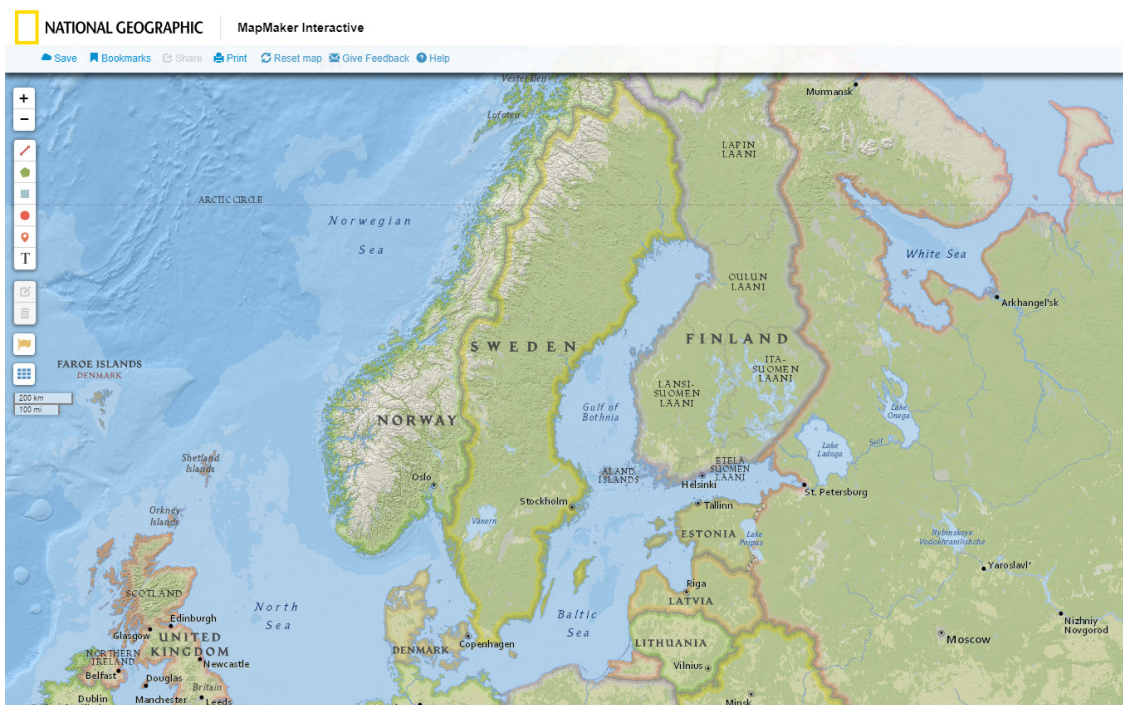 NATIONAL GEOGRAPHIC
MapMaker Interactive
Save
Bookmarks
Share
Print
Reset map
Give Feedback
Help
+
−
T
200 km
100 mi
Vesterålen
Lofoten
Murmansk
LAPIN
LAANI
ARCTIC CIRCLE
Norwegian
Sea
White Sea
OULUN
LAANI
Arkhangel'sk
SWEDEN
FINLAND
ITA-
SUOMEN
LAANI
FAROE ISLANDS
DENMARK
LANSI-
SUOMEN
LAANI
Gulf of
Bothnia
NORWAY
Lake
Onega
Lake
Ladoga
Suir
Shetland
Islands
ETELA
SUOMEN
LAANI
ÅLAND
ISLANDS
Oslo
Helsinki
St. Petersburg
Stockholm
Tallinn
Orkney
Islands
Vanern
ESTONIA
Lake
Peipus
Rybinskoye
Vodokhranilishche
Yaroslavl'
Riga
LATVIA
SCOTLAND
North
Sea
Baltic
Sea
Edinburgh
Glasgow
UNITED
KINGDOM
Nizhniy
Novgorod
Moscow
Copenhagen
DENMARK
LITHUANIA
NORTHERN
IRELAND
Newcastle
Belfast
Vilnius
Douglas
Britain
Dublin
Manchester
Leeds
Minsk